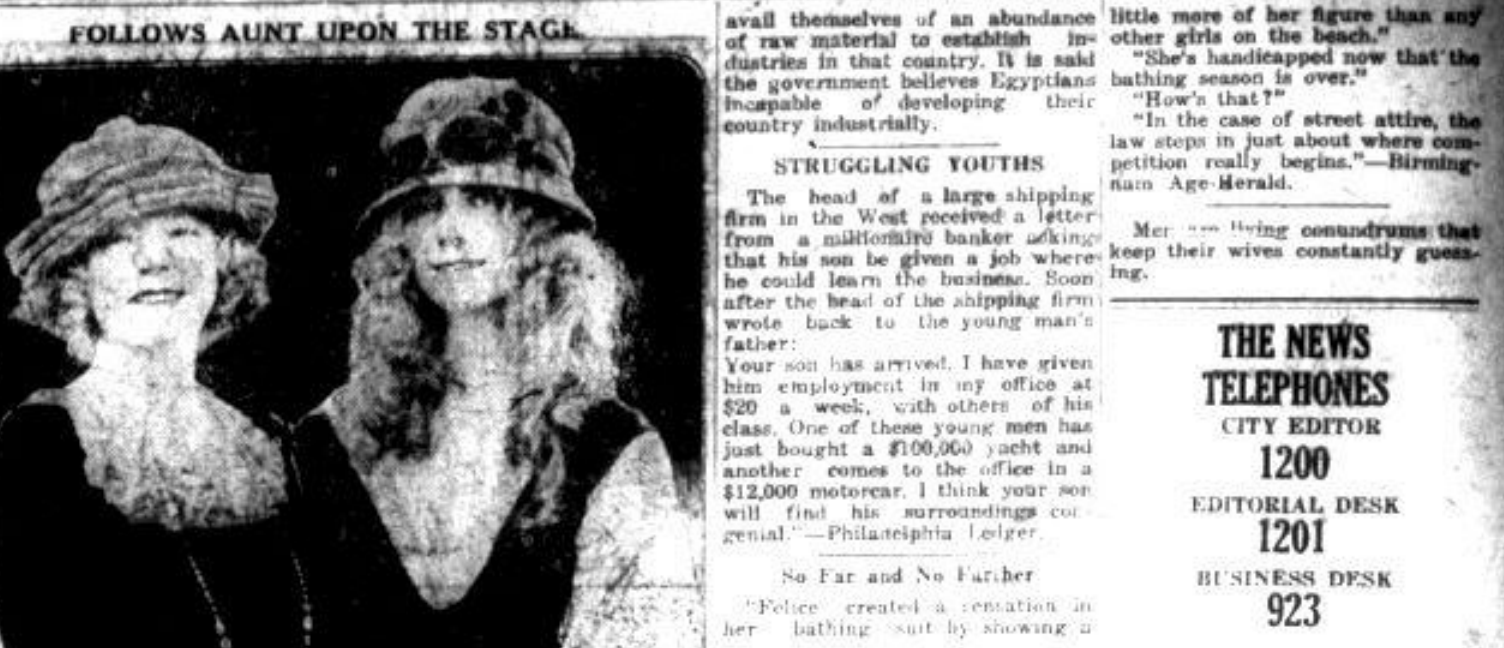 FOLLOWS AUNT UPON THE STAGE.
avail themselves of an abundance
of raw material to establish in-
dustries in that country. It is said
the government believes Egyptians
incapable of developing their
country industrially.
STRUGGLING YOUTHS
The head of a large shipping
firm in the West received a letter
from a millionaire banker asking
that his son be given a job where
he could learn the business. Soon
after the head of the shipping firm
wrote back to the young man's
father:
Your son has arrived. I have given
him employment in my office at
$20 a week, with others of his
class. One of these young men has
just bought a $100,000 yacht and
another comes to the office in a
$12,000 motorcar. I think your son
will find his surroundings con-
genial."—Philadelphia Ledger.
So Far and No Farther
"Felice created a sensation in
her bathing suit by showing a
little more of her figure than any
other girls on the beach."
"She's handicapped now that the
bathing season is over."
"How's that?"
"In the case of street attire, the
law steps in just about where com-
petition really begins."—Birming-
ham Age-Herald.
Men are living conundrums that
keep their wives constantly guess-
ing.
THE NEWS
TELEPHONES
CITY EDITOR
1200
EDITORIAL DESK
1201
BUSINESS DESK
923